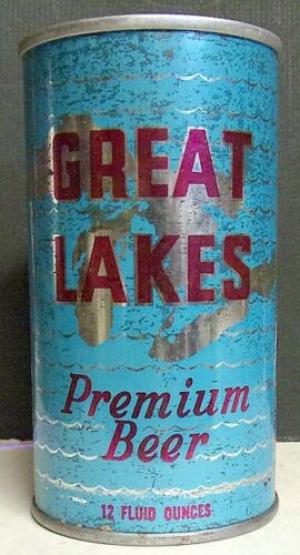 GREAT
LAKES
Premium
Beer
12 FLUID OUNCES